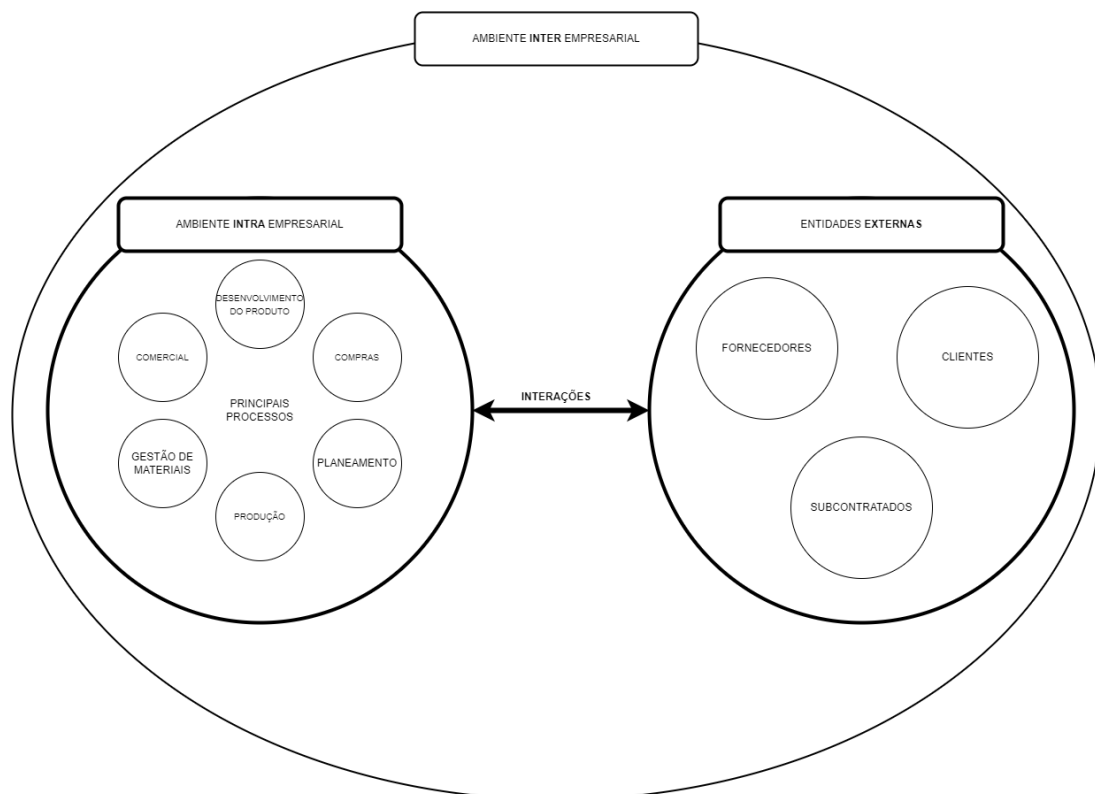 AMBIENTE INTER EMPRESARIAL
AMBIENTE INTRA EMPRESARIAL
DESENVOLVIMENTO
DO PRODUTO
COMERCIAL
COMPRAS
PRINCIPAIS
PROCESSOS
GESTÃO DE
MATERIAIS
PLANEAMENTO
PRODUÇÃO
INTERAÇÕES
ENTIDADES EXTERNAS
FORNECEDORES
CLIENTES
SUBCONTRATADOS